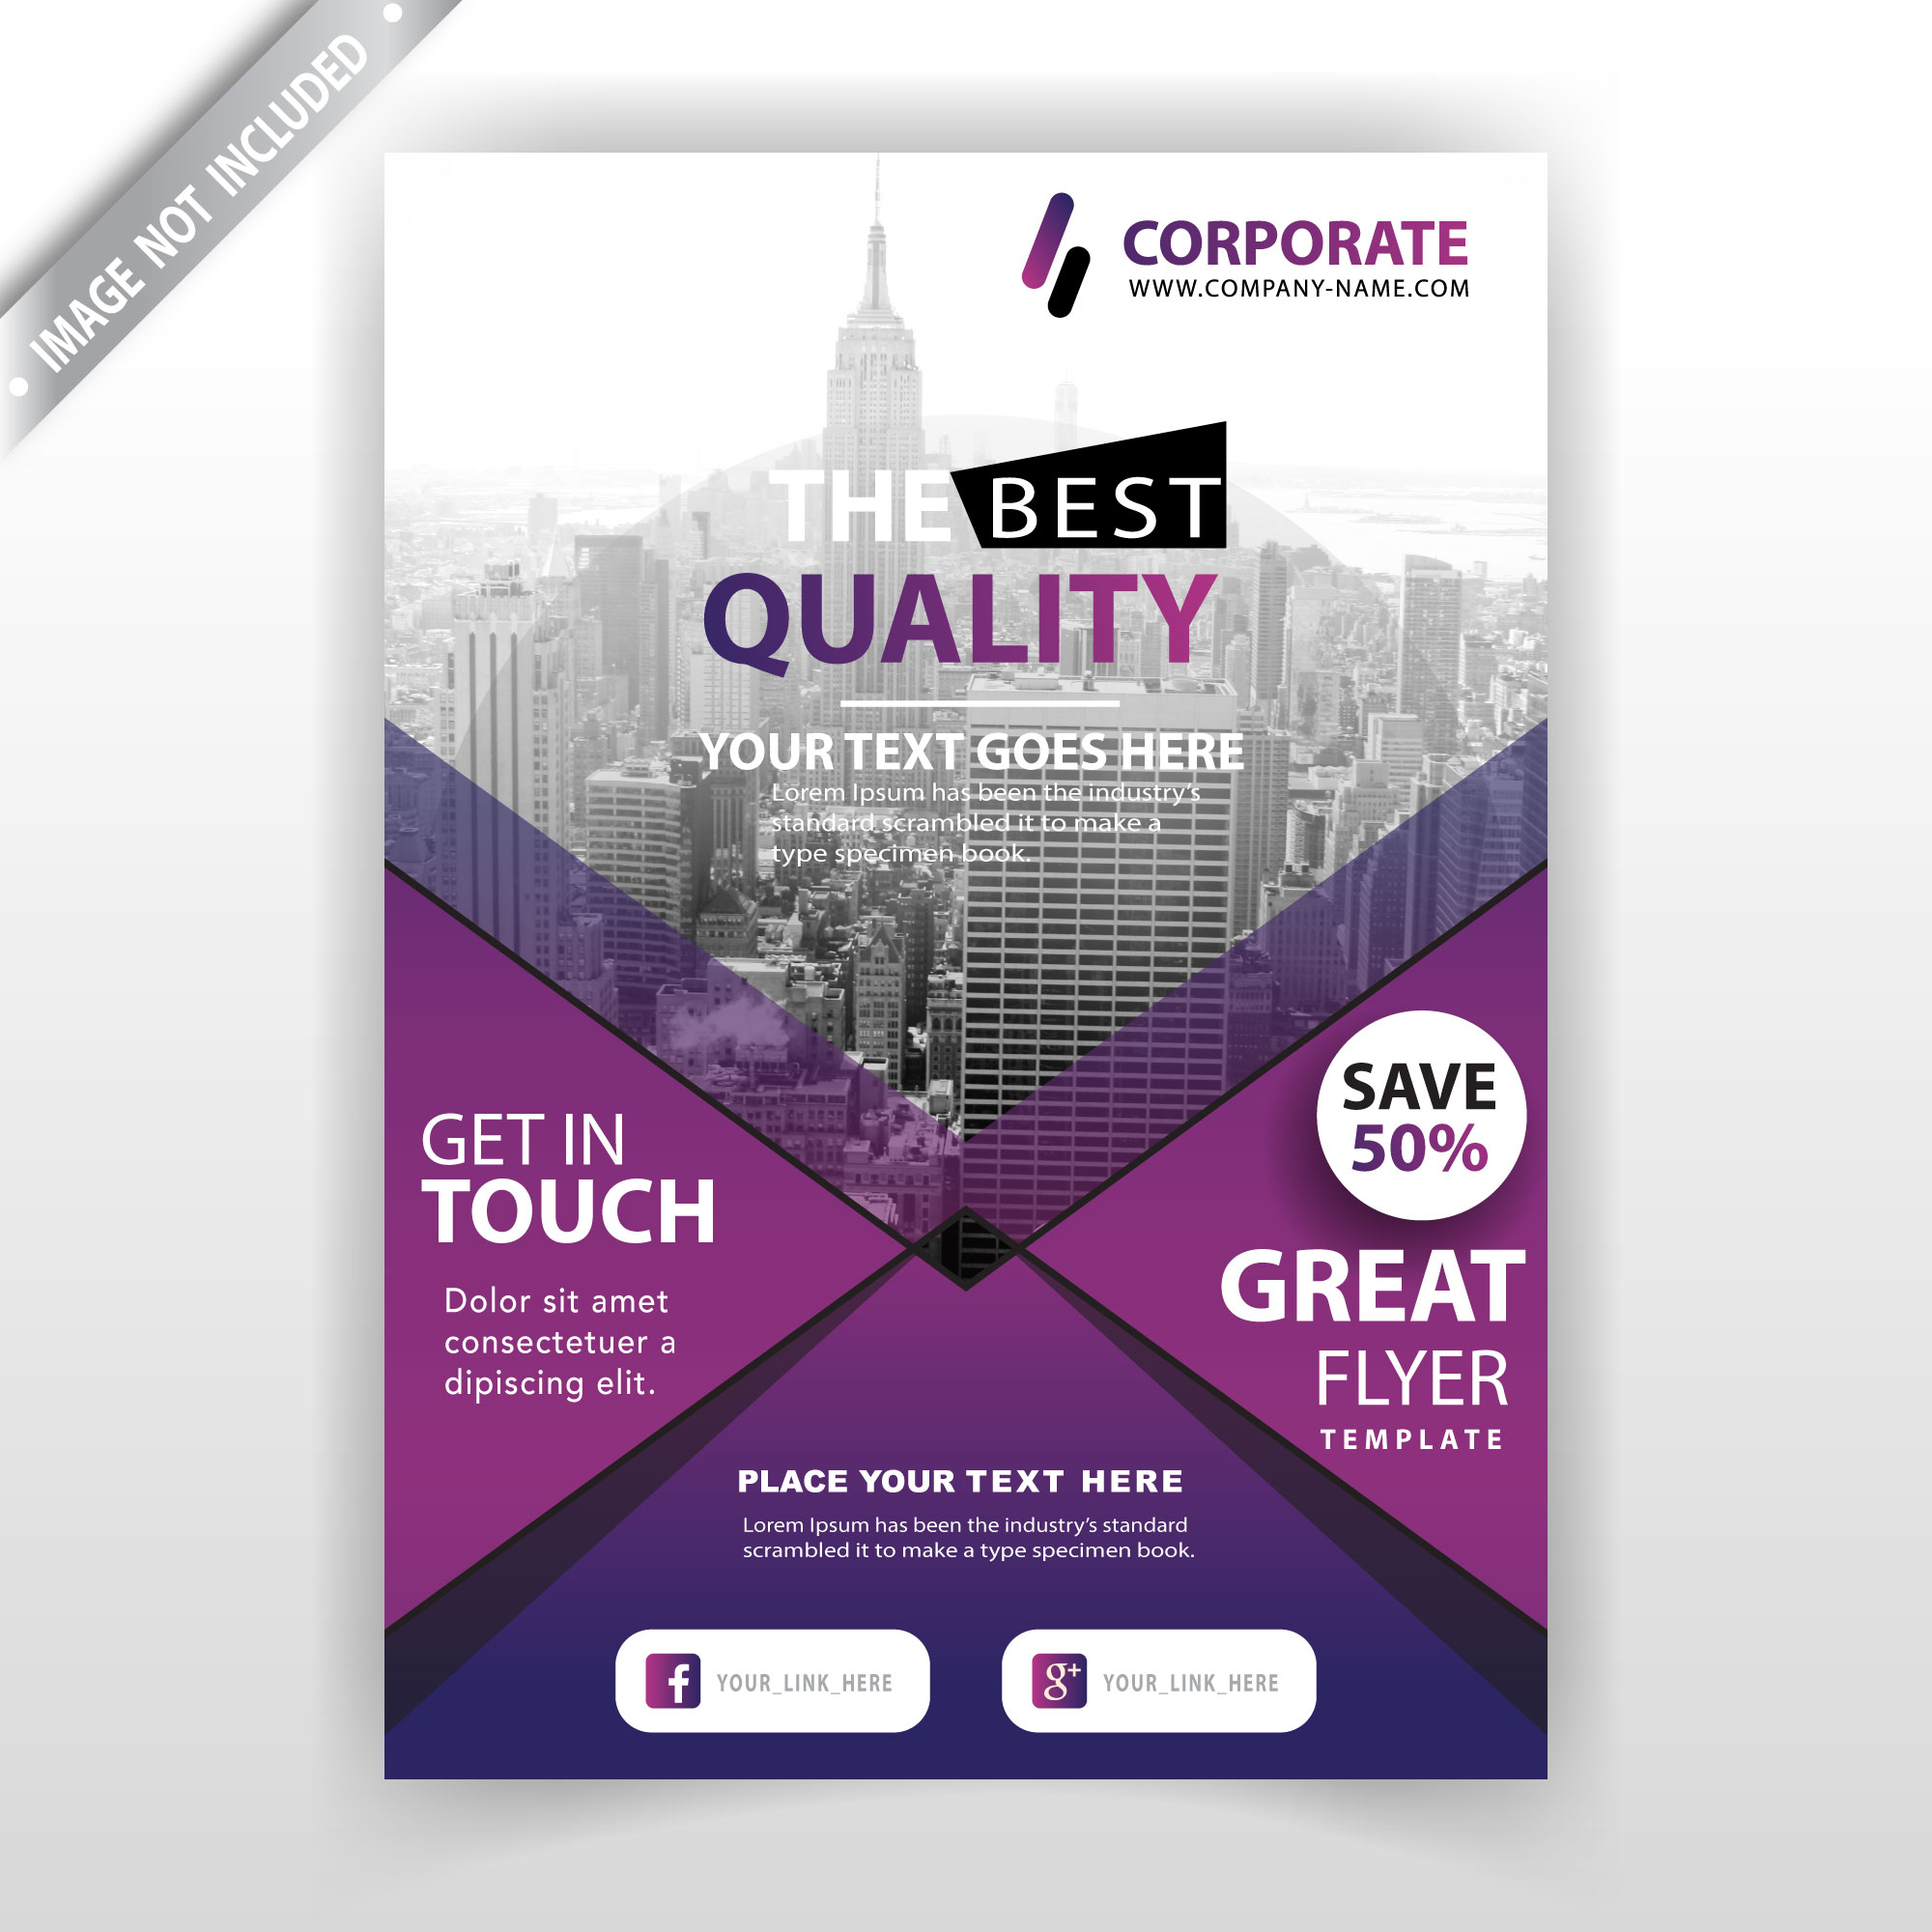 IMAGE NOT INCLUDED
CORPORATE
WWW.COMPANY-NAME.COM
THE BEST
QUALITY
YOUR TEXT GOES HERE
Lorem Ipsum has been the industry's
standard scrambled it to make a
type specimen book.
SAVE
50%
GET IN
TOUCH
Dolor sit amet
consectetuer a
dipiscing elit.
GREAT
FLYER
TEMPLATE
PLACE YOUR TEXT HERE
Lorem Ipsum has been the industry's standard
scrambled it to make a type specimen book.
f YOUR_LINK_HERE
g+ YOUR_LINK_HERE